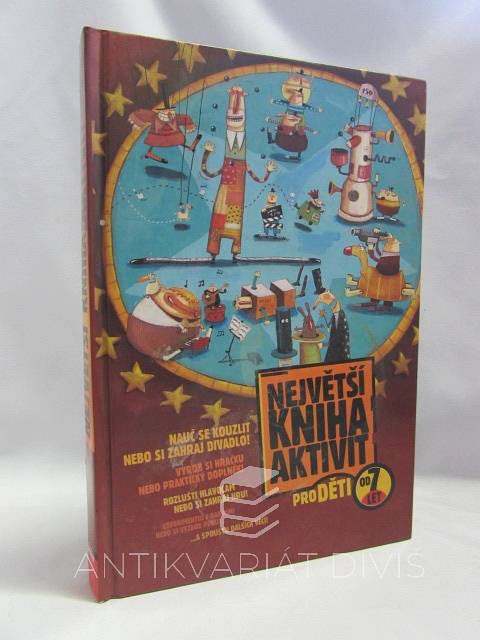 150
NEJVĚTŠÍ
KNIHA
AKTIVIT
PRO DĚTI
OD
7
LET
NAUČ SE KOUZLIT
NEBO SI ZAHRAJ DIVADLO!
VYROB SI HRAČKU
NEBO PRAKTICKÝ DOPLNĚK!
ROZLUŠTI HLAVOLAM
NEBO SI ZAHRAJ HRU!
...A SPOUSTU DALŠÍCH VĚCÍ!
ANTIKVARIÁT DIVIŠ